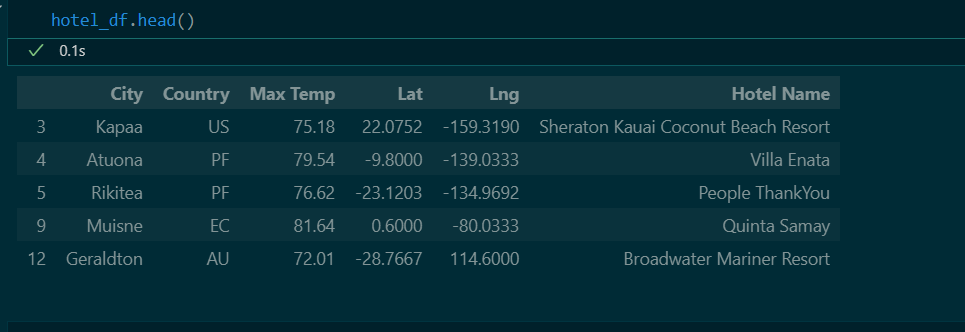 hotel_df.head()
✓ 0.1s
City Country Max Temp Lat Lng Hotel Name
3 Kapaa US 75.18 22.0752 -159.3190 Sheraton Kauai Coconut Beach Resort
4 Atuona PF 79.54 -9.8000 -139.0333 Villa Enata
5 Rikitea PF 76.62 -23.1203 -134.9692 People ThankYou
9 Muisne EC 81.64 0.6000 -80.0333 Quinta Samay
12 Geraldton AU 72.01 -28.7667 114.6000 Broadwater Mariner Resort